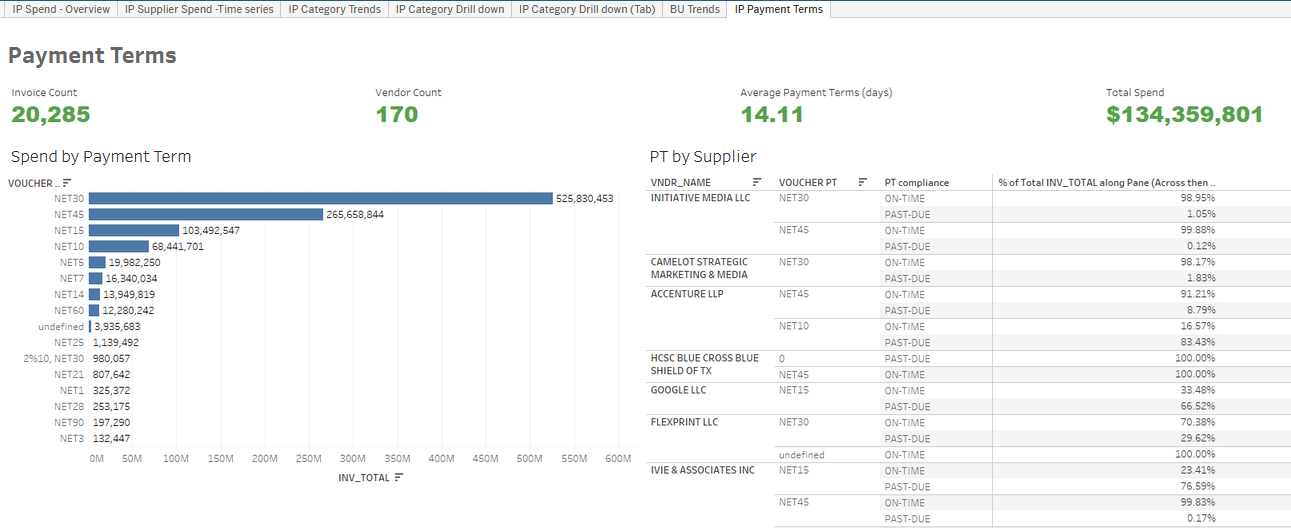 IP Spend - Overview IP Supplier Spend -Time series IP Category Trends IP Category Drill down IP Category Drill down (Tab) BU Trends IP Payment Terms
Payment Terms
Invoice Count Vendor Count Average Payment Terms (days) Total Spend
20,285 170 14.11 $134,359,801
Spend by Payment Term
VOUCHER ..
NET30 525,830,453
NET45 265,658,844
NET15 103,492,547
NET10 68,441,701
NET5 19,982,250
NET7 16,340,034
NET14 13,949,819
NET60 12,280,242
undefined 3,935,683
NET25 1,139,492
2%10, NET30 980,057
NET21 807,642
NET1 325,372
NET28 253,175
NET90 197,290
NET3 132,447
0M 50M 100M 150M 200M 250M 300M 350M 400M 450M 500M 550M 600M
INV_TOTAL
PT by Supplier
VNDR_NAME VOUCHER PT PT compliance % of Total INV_TOTAL along Pane (Across then ..
INITIATIVE MEDIA LLC NET30 ON-TIME 98.95%
PAST-DUE 1.05%
NET45 ON-TIME 99.88%
PAST-DUE 0.12%
CAMELOT STRATEGIC NET30 ON-TIME 98.17%
MARKETING & MEDIA PAST-DUE 1.83%
ACCENTURE LLP NET45 ON-TIME 91.21%
PAST-DUE 8.79%
NET10 ON-TIME 16.57%
PAST-DUE 83.43%
HCSC BLUE CROSS BLUE 0 PAST-DUE 100.00%
SHIELD OF TX NET45 ON-TIME 100.00%
GOOGLE LLC NET15 ON-TIME 33.48%
PAST-DUE 66.52%
FLEXPRINT LLC NET30 ON-TIME 70.38%
PAST-DUE 29.62%
undefined ON-TIME 100.00%
IVIE & ASSOCIATES INC NET15 ON-TIME 23.41%
PAST-DUE 76.59%
NET45 ON-TIME 99.83%
PAST-DUE 0.17%